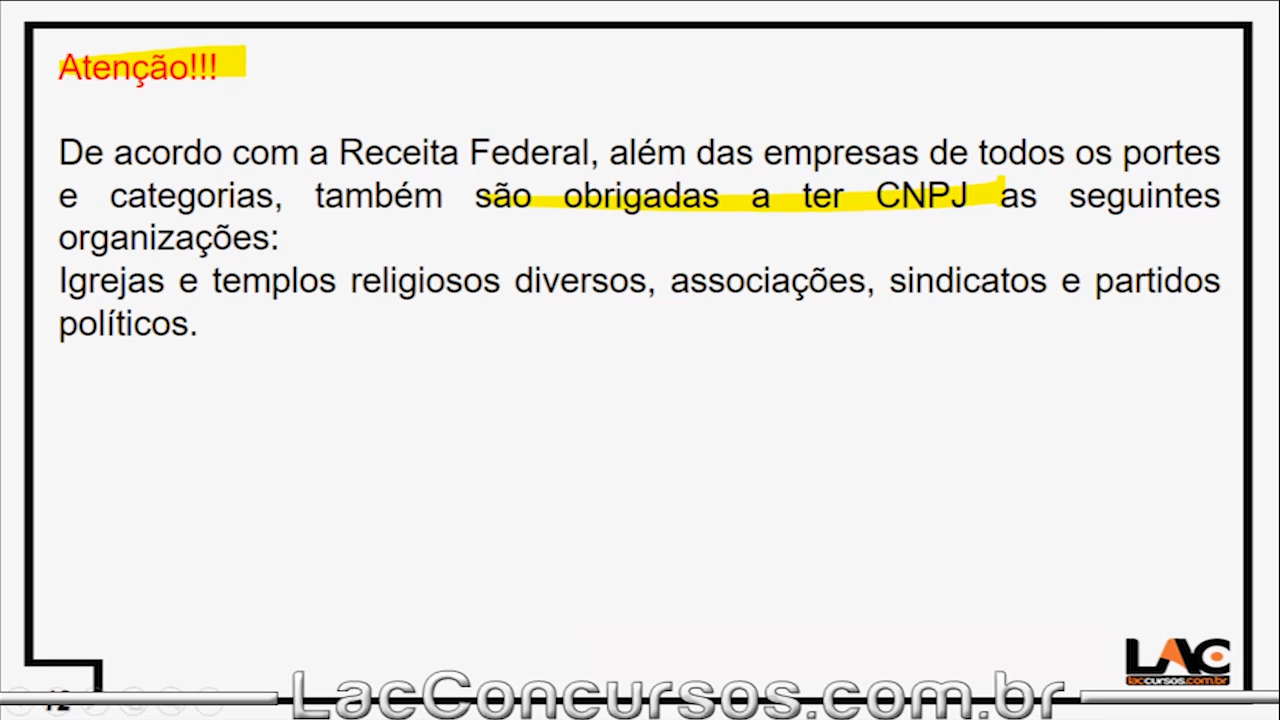 Atenção!!!
De acordo com a Receita Federal, além das empresas de todos os portes
e categorias, também são obrigadas a ter CNPJ as seguintes
organizações:
Igrejas e templos religiosos diversos, associações, sindicatos e partidos
políticos.
LAC
laccursos.com.br
LacConcursos.com.br